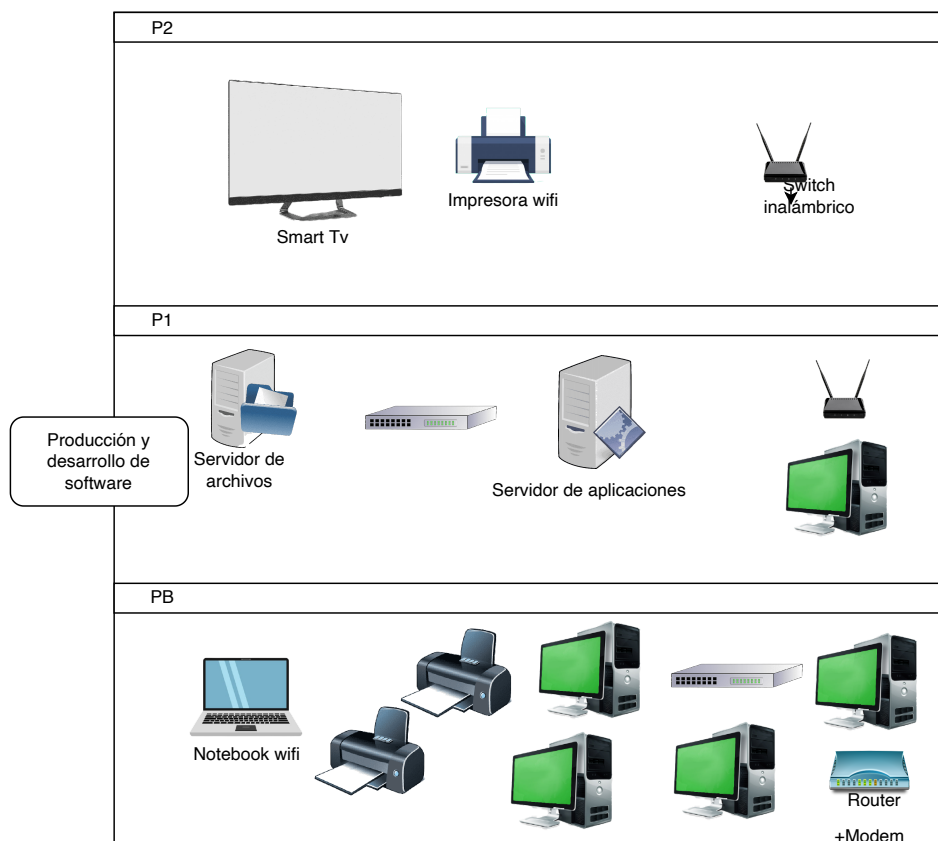 P2
Impresora wifi
Switch
inalámbrico
Smart Tv
P1
Producción y
desarrollo de
software
Servidor de
archivos
Servidor de aplicaciones
PB
Notebook wifi
Router
+Modem